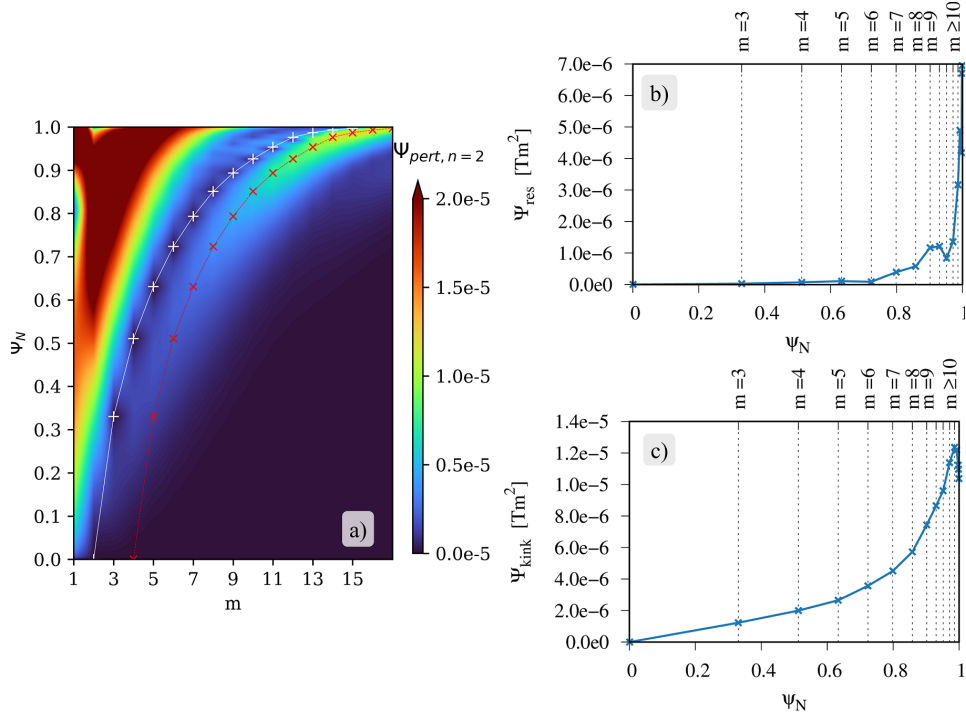 Ψ_N
1.0
0.9
0.8
0.7
0.6
0.5
0.4
0.3
0.2
0.1
0.0
1 3 5 7 9 11 13 15
m
a)
Ψ_{pert, n=2}
2.0e-5
1.5e-5
1.0e-5
0.5e-5
0.0e-5
m =3 m =4 m =5 m =6 m =7 m =8 m =9 m ≥10
b)
Ψ_res [Tm^2]
7.0e-6
6.0e-6
5.0e-6
4.0e-6
3.0e-6
2.0e-6
1.0e-6
0.0e0
0 0.2 0.4 0.6 0.8 1
ψ_N
m =3 m =4 m =5 m =6 m =7 m =8 m =9 m ≥10
c)
Ψ_kink [Tm^2]
1.4e-5
1.2e-5
1.0e-5
8.0e-6
6.0e-6
4.0e-6
2.0e-6
0.0e0
0 0.2 0.4 0.6 0.8 1
ψ_N